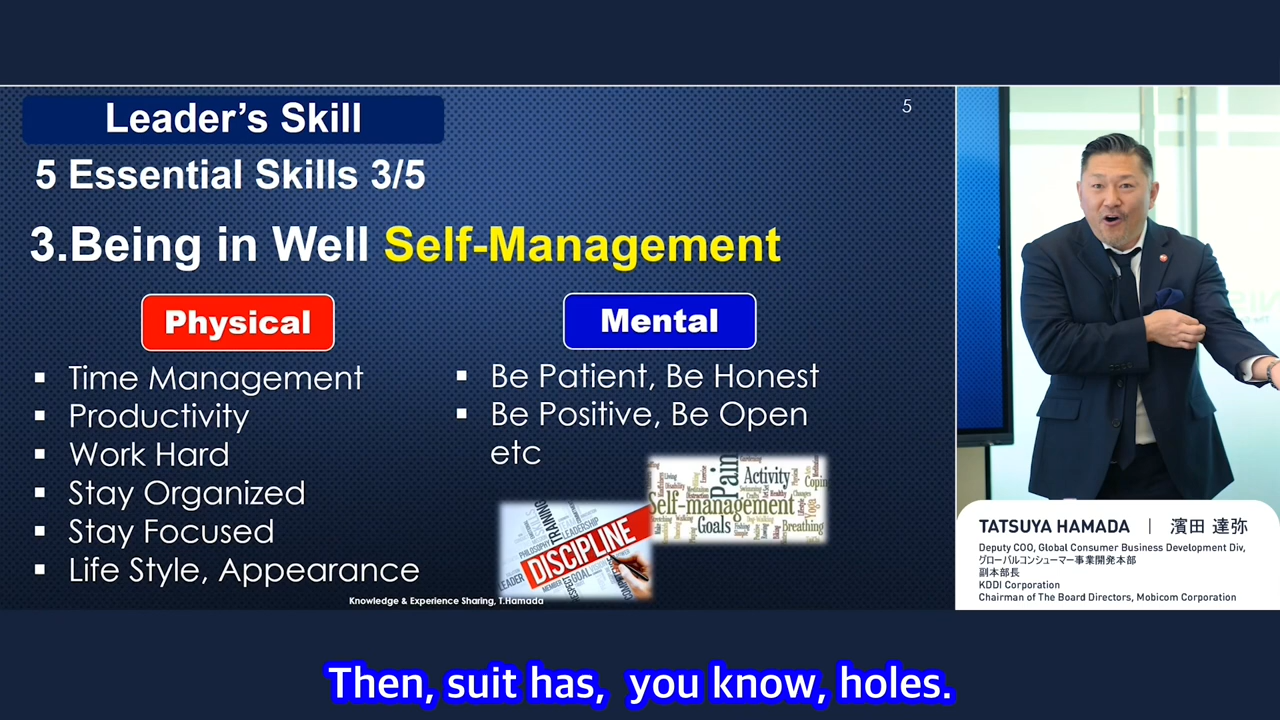 Leader's Skill
5
5 Essential Skills 3/5
3.Being in Well Self-Management
Physical
▪ Time Management
▪ Productivity
▪ Work Hard
▪ Stay Organized
▪ Stay Focused
▪ Life Style, Appearance
Mental
▪ Be Patient, Be Honest
▪ Be Positive, Be Open
etc
Pain
Activity
Self-management
Goals
Breathing
Yoga
TRAINING
LEADERSHIP
PHILOSOPHY
DISCIPLINE
LEADER
GOAL
Knowledge & Experience Sharing, T.Hamada
TATSUYA HAMADA | 濱田 達弥
Deputy COO, Global Consumer Business Development Div,
グローバルコンシューマー事業開発本部
副本部長
KDDI Corporation
Chairman of The Board Directors, Mobicom Corporation
Then, suit has, you know, holes.